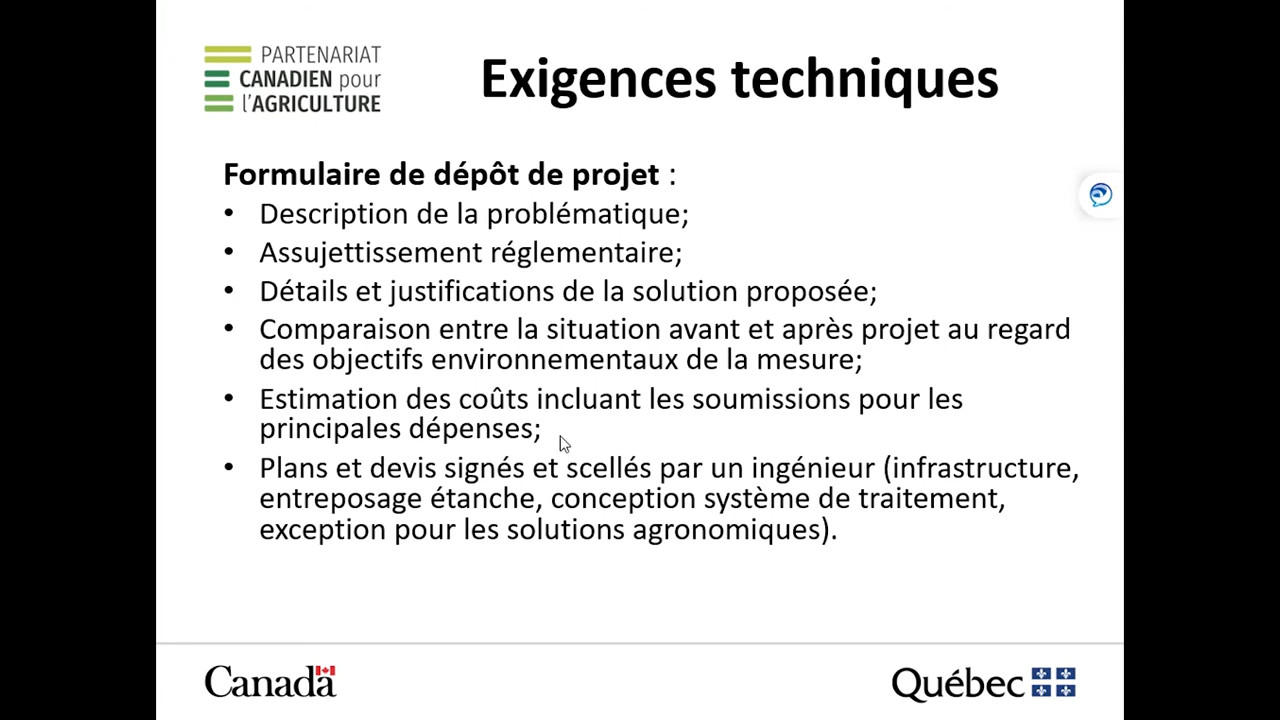 PARTENARIAT
CANADIEN pour
l'AGRICULTURE
Exigences techniques
Formulaire de dépôt de projet :
• Description de la problématique;
• Assujettissement réglementaire;
• Détails et justifications de la solution proposée;
• Comparaison entre la situation avant et après projet au regard
des objectifs environnementaux de la mesure;
• Estimation des coûts incluant les soumissions pour les
principales dépenses;
• Plans et devis signés et scellés par un ingénieur (infrastructure,
entreposage étanche, conception système de traitement,
exception pour les solutions agronomiques).
Canada
Québec